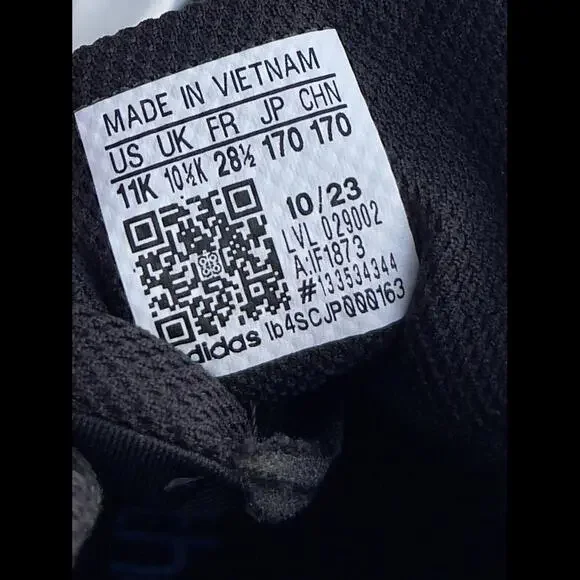 MADE IN VIETNAM
US UK FR JP CHN
11K 10½K 28½ 170 170
10/23
LVL 029002
A:IF1873
#133534344
adidas 1b4SCJPQQQ163